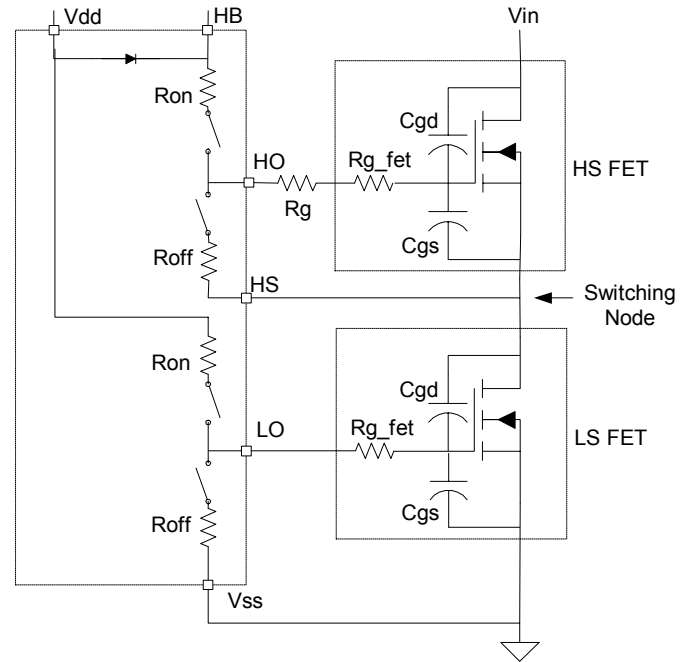 Vdd
HB
Vin
Ron
Cgd
HO
Rg_fet
HS FET
Rg
Cgs
Roff
HS
Switching
Node
Ron
Cgd
LO
Rg_fet
LS FET
Cgs
Roff
Vss